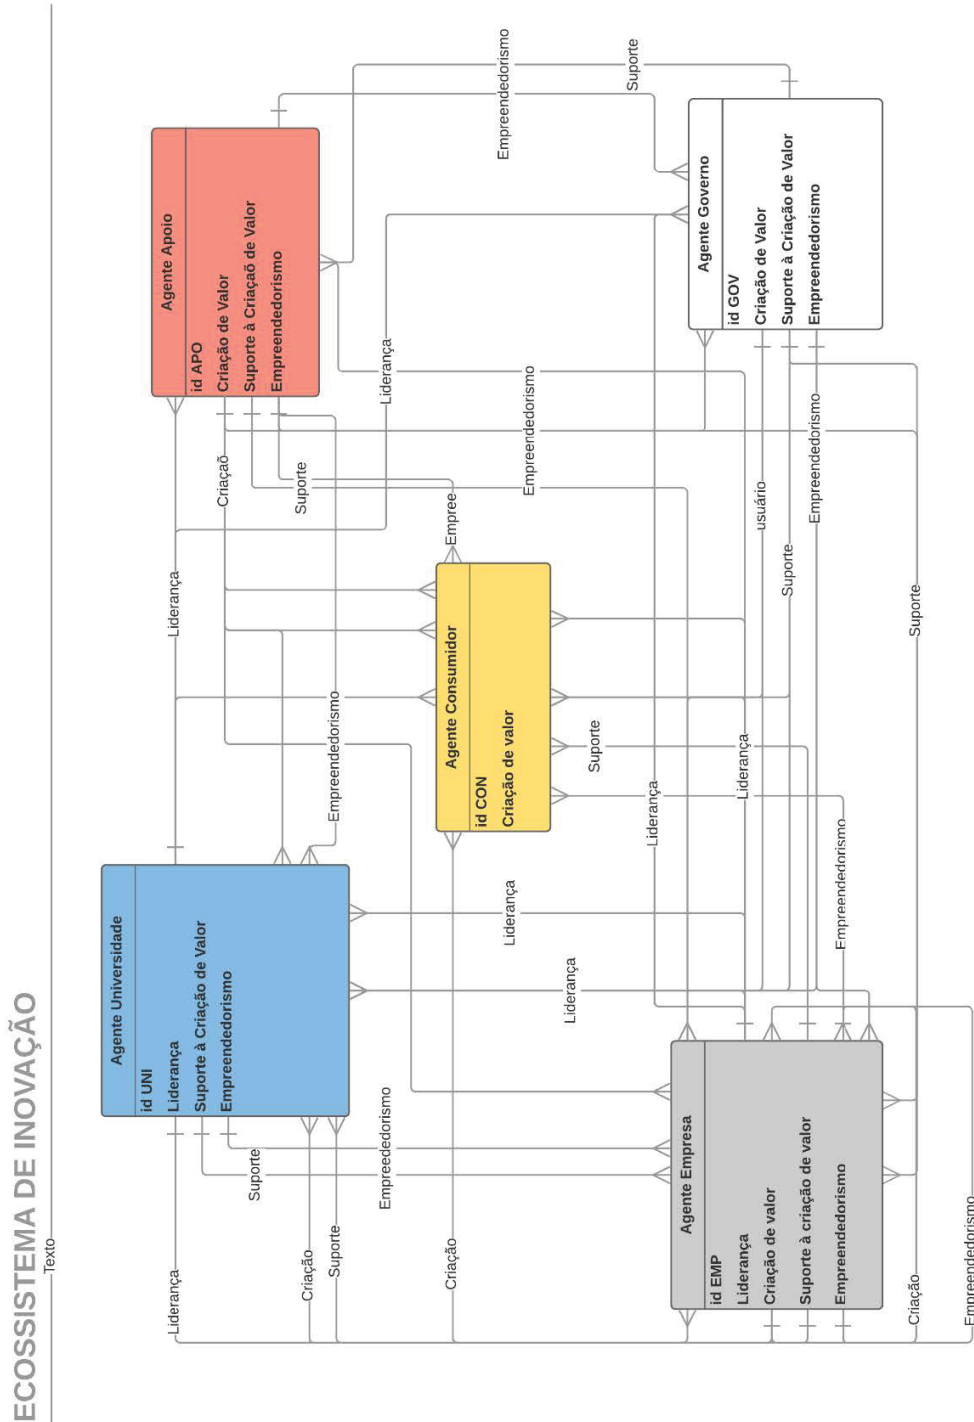 ECOSSISTEMA DE INOVAÇÃO
Texto
Agente Universidade
id UNI
Liderança
Suporte à Criação de Valor
Empreendedorismo
Agente Apoio
id APO
Criação de Valor
Suporte à Criaçaõ de Valor
Empreendedorismo
Liderança
Liderança
Criaçaõ
Suporte
Suporte
Criação
Suporte
Empreendedorismo
Empreededorismo
Liderança
Criação
Empree
Agente Consumidor
id CON
Criação de valor
Liderança
Empreendedorismo
Empreendedorismo
Liderança
Suporte
Suporte
Liderança
Agente Empresa
id EMP
Liderança
Criação de valor
Suporte à criação de valor
Empreendedorismo
Agente Governo
id GOV
Criação de Valor
Suporte à Criação de Valor
Empreendedorismo
Liderança
usuário
Suporte
Empreendedorismo
Empreendedorismo
Criação
Suporte
Empreendedorismo